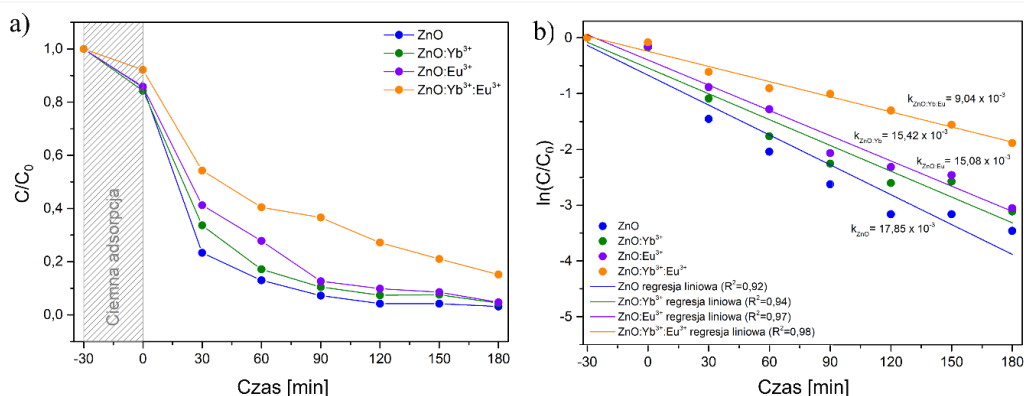 a)
ZnO
ZnO:Yb³⁺
ZnO:Eu³⁺
ZnO:Yb³⁺:Eu³⁺
1,0
0,8
0,6
0,4
0,2
0,0
C/C₀
Ciemna adsorpcja
-30 0 30 60 90 120 150 180
Czas [min]
b)
0
-1
-2
-3
-4
-5
ln(C/C₀)
k_ZnO:Yb:Eu = 9,04 x 10⁻³
k_ZnO:Yb = 15,42 x 10⁻³
k_ZnO:Eu = 15,08 x 10⁻³
k_ZnO = 17,85 x 10⁻³
ZnO
ZnO:Yb³⁺
ZnO:Eu³⁺
ZnO:Yb³⁺:Eu³⁺
ZnO regresja liniowa (R²=0,92)
ZnO:Yb³⁺ regresja liniowa (R²=0,94)
ZnO:Eu³⁺ regresja liniowa (R²=0,97)
ZnO:Yb³⁺:Eu³⁺ regresja liniowa (R²=0,98)
-30 0 30 60 90 120 150 180
Czas [min]